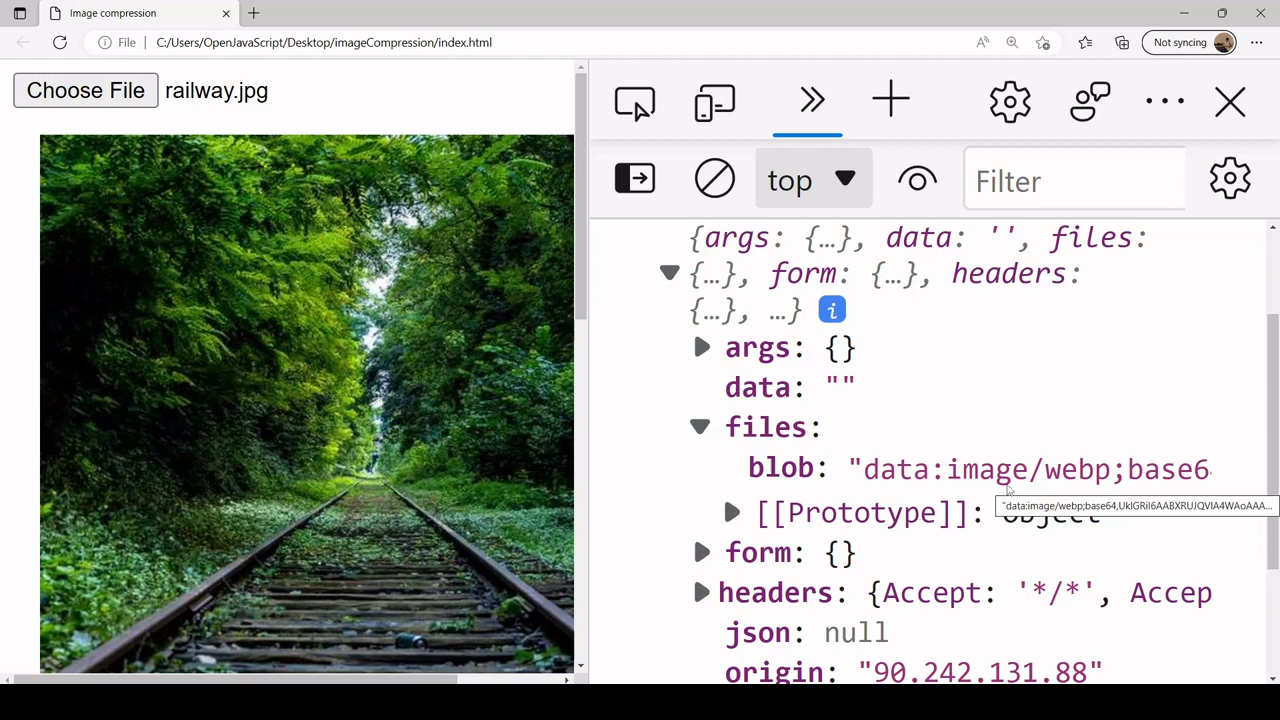 Image compression
File
C:/Users/OpenJavaScript/Desktop/imageCompression/index.html
Not syncing
Choose File railway.jpg
top
Filter
{args: {…}, data: '', files:
{…}, form: {…}, headers:
{…}, …} i
args: {}
data: ""
files:
blob: "data:image/webp;base6
"data:image/webp;base64,UklGRiI6AABXRUJQVlA4WAoAAA...
[[Prototype]]: Object
form: {}
headers: {Accept: '*/*', Accep
json: null
origin: "90.242.131.88"